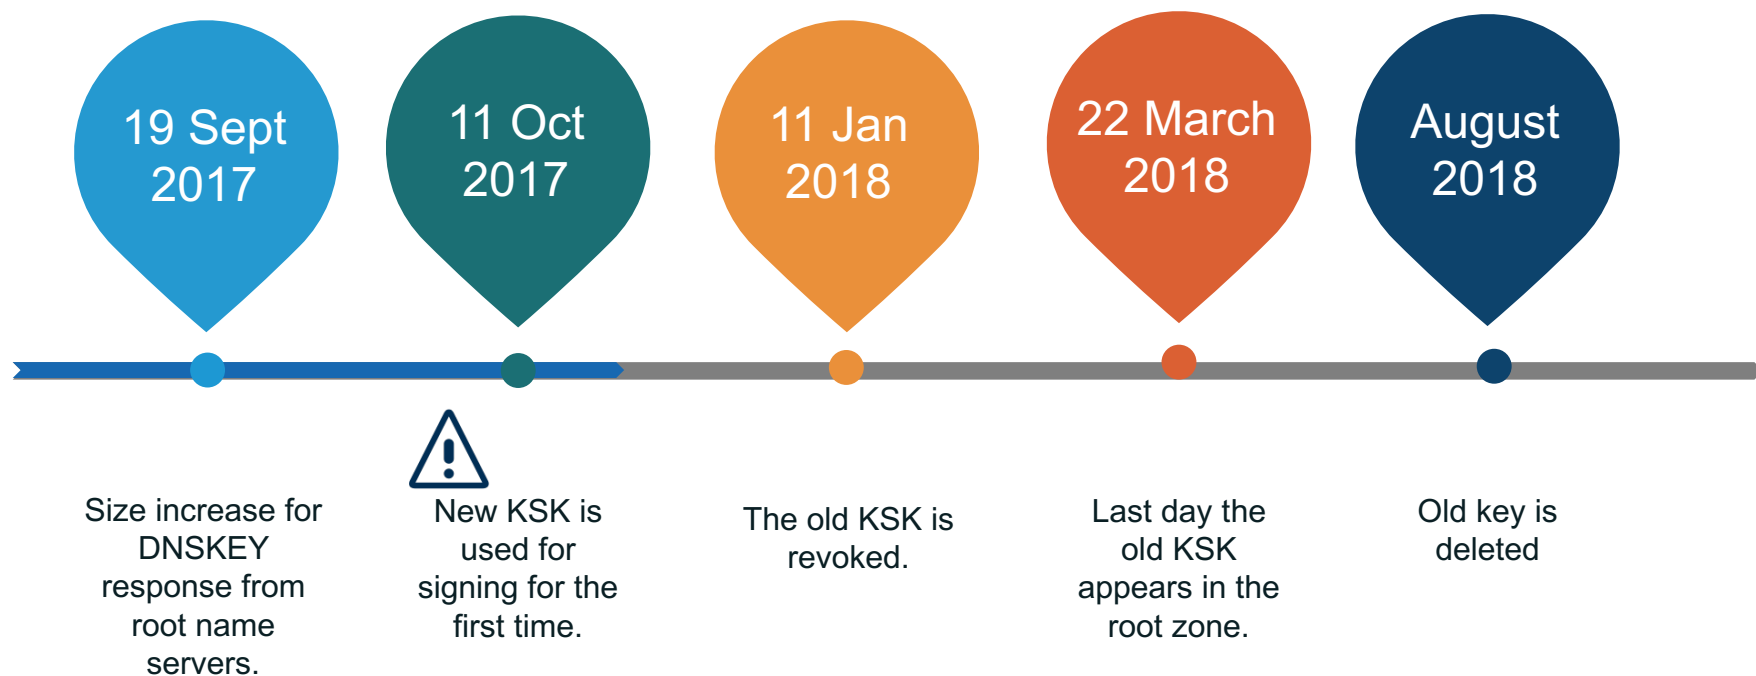 19 Sept
2017
11 Oct
2017
11 Jan
2018
22 March
2018
August
2018
Size increase for
DNSKEY
response from
root name
servers.
New KSK is
used for
signing for the
first time.
The old KSK is
revoked.
Last day the
old KSK
appears in the
root zone.
Old key is
deleted